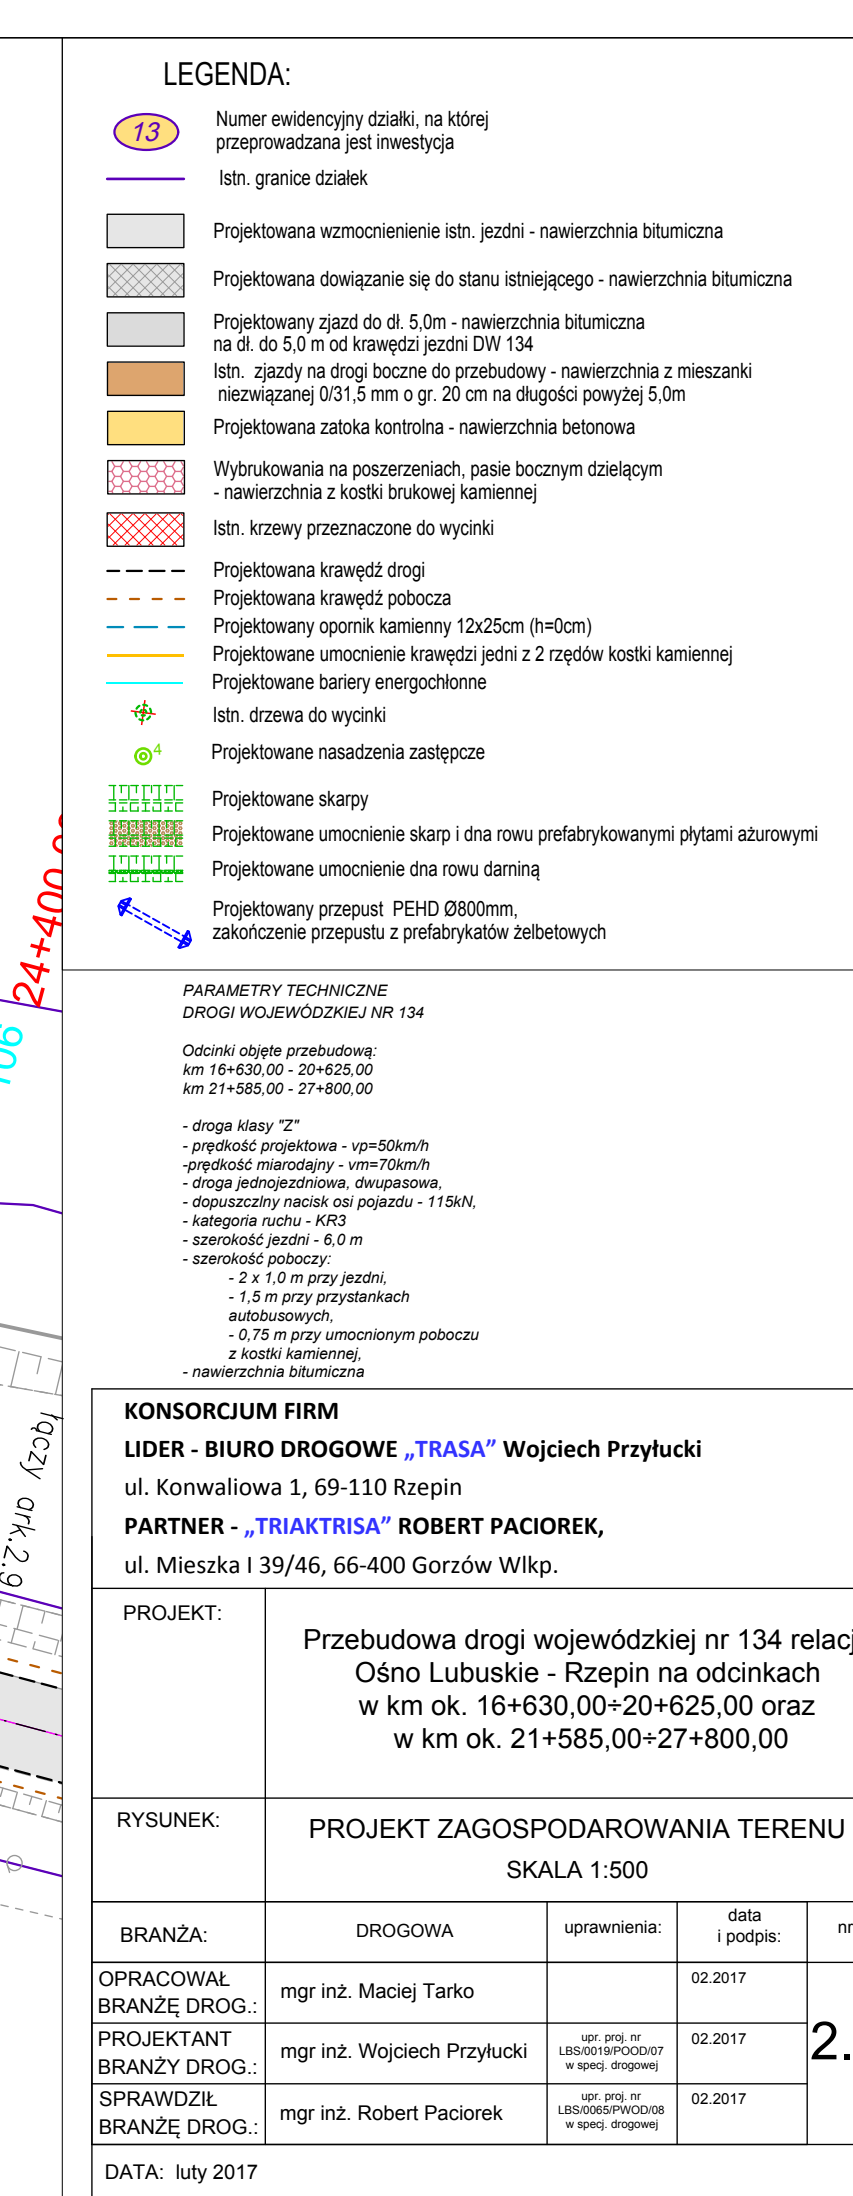 LEGENDA:
13
Numer ewidencyjny działki, na której
przeprowadzana jest inwestycja
Istn. granice działek
Projektowana wzmocnienienie istn. jezdni - nawierzchnia bitumiczna
Projektowana dowiązanie się do stanu istniejącego - nawierzchnia bitumiczna
Projektowany zjazd do dł. 5,0m - nawierzchnia bitumiczna
na dł. do 5,0 m od krawędzi jezdni DW 134
Istn. zjazdy na drogi boczne do przebudowy - nawierzchnia z mieszanki
niezwiązanej 0/31,5 mm o gr. 20 cm na długości powyżej 5,0m
Projektowana zatoka kontrolna - nawierzchnia betonowa
Wybrukowania na poszerzeniach, pasie bocznym dzielącym
- nawierzchnia z kostki brukowej kamiennej
Istn. krzewy przeznaczone do wycinki
Projektowana krawędź drogi
Projektowana krawędź pobocza
Projektowany opornik kamienny 12x25cm (h=0cm)
Projektowane umocnienie krawędzi jedni z 2 rzędów kostki kamiennej
Projektowane bariery energochłonne
Istn. drzewa do wycinki
4
Projektowane nasadzenia zastępcze
Projektowane skarpy
Projektowane umocnienie skarp i dna rowu prefabrykowanymi płytami ażurowymi
Projektowane umocnienie dna rowu darniną
Projektowany przepust PEHD Ø800mm,
zakończenie przepustu z prefabrykatów żelbetowych
24+400
106
PARAMETRY TECHNICZNE
DROGI WOJEWÓDZKIEJ NR 134
Odcinki objęte przebudową:
km 16+630,00 - 20+625,00
km 21+585,00 - 27+800,00
- droga klasy "Z"
- prędkość projektowa - vp=50km/h
-prędkość miarodajny - vm=70km/h
- droga jednojezdniowa, dwupasowa,
- dopuszczlny nacisk osi pojazdu - 115kN,
- kategoria ruchu - KR3
- szerokość jezdni - 6,0 m
- szerokość poboczy:
- 2 x 1,0 m przy jezdni,
- 1,5 m przy przystankach
autobusowych,
- 0,75 m przy umocnionym poboczu
z kostki kamiennej,
- nawierzchnia bitumiczna
łączy ark.2.9
KONSORCJUM FIRM
LIDER - BIURO DROGOWE „TRASA” Wojciech Przyłucki
ul. Konwaliowa 1, 69-110 Rzepin
PARTNER - „TRIAKTRISA” ROBERT PACIOREK,
ul. Mieszka I 39/46, 66-400 Gorzów Wlkp.
PROJEKT:
Przebudowa drogi wojewódzkiej nr 134 relacj
Ośno Lubuskie - Rzepin na odcinkach
w km ok. 16+630,00÷20+625,00 oraz
w km ok. 21+585,00÷27+800,00
RYSUNEK:
PROJEKT ZAGOSPODAROWANIA TERENU
SKALA 1:500
BRANŻA:
DROGOWA
uprawnienia:
data
i podpis:
OPRACOWAŁ
BRANŻĘ DROG.:
mgr inż. Maciej Tarko
02.2017
PROJEKTANT
BRANŻY DROG.:
mgr inż. Wojciech Przyłucki
upr. proj. nr
LBS/0019/POOD/07
w specj. drogowej
02.2017
2.
SPRAWDZIŁ
BRANŻĘ DROG.:
mgr inż. Robert Paciorek
upr. proj. nr
LBS/0065/PWOD/08
w specj. drogowej
02.2017
DATA: luty 2017